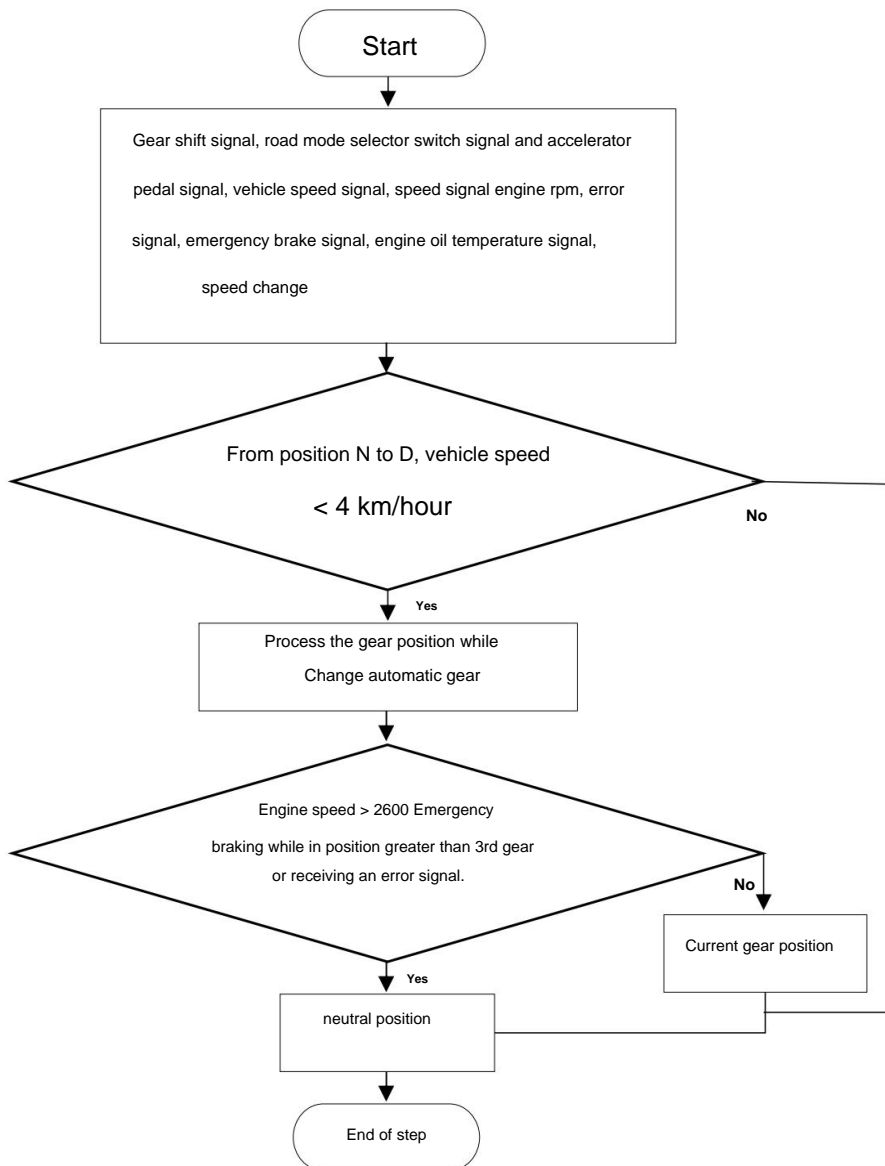 Start
Gear shift signal, road mode selector switch signal and accelerator
pedal signal, vehicle speed signal, speed signal engine rpm, error
signal, emergency brake signal, engine oil temperature signal,
speed change
From position N to D, vehicle speed
< 4 km/hour
No
Yes
Process the gear position while
Change automatic gear
Engine speed > 2600 Emergency
braking while in position greater than 3rd gear
or receiving an error signal.
No
Current gear position
Yes
neutral position
End of step